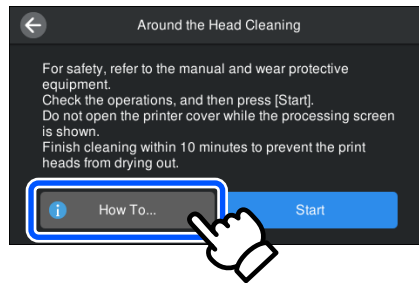 Around the Head Cleaning
For safety, refer to the manual and wear protective
equipment.
Check the operations, and then press [Start].
Do not open the printer cover while the processing screen
is shown.
Finish cleaning within 10 minutes to prevent the print
heads from drying out.
How To...
Start